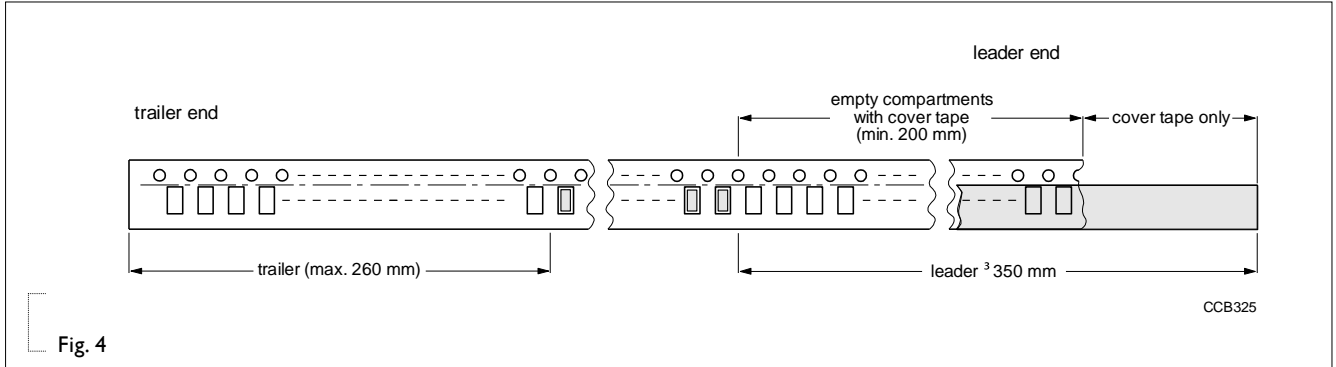 leader end
trailer end
empty compartments
with cover tape
(min. 200 mm)
cover tape only
trailer (max. 260 mm)
leader ³ 350 mm
CCB325
Fig. 4